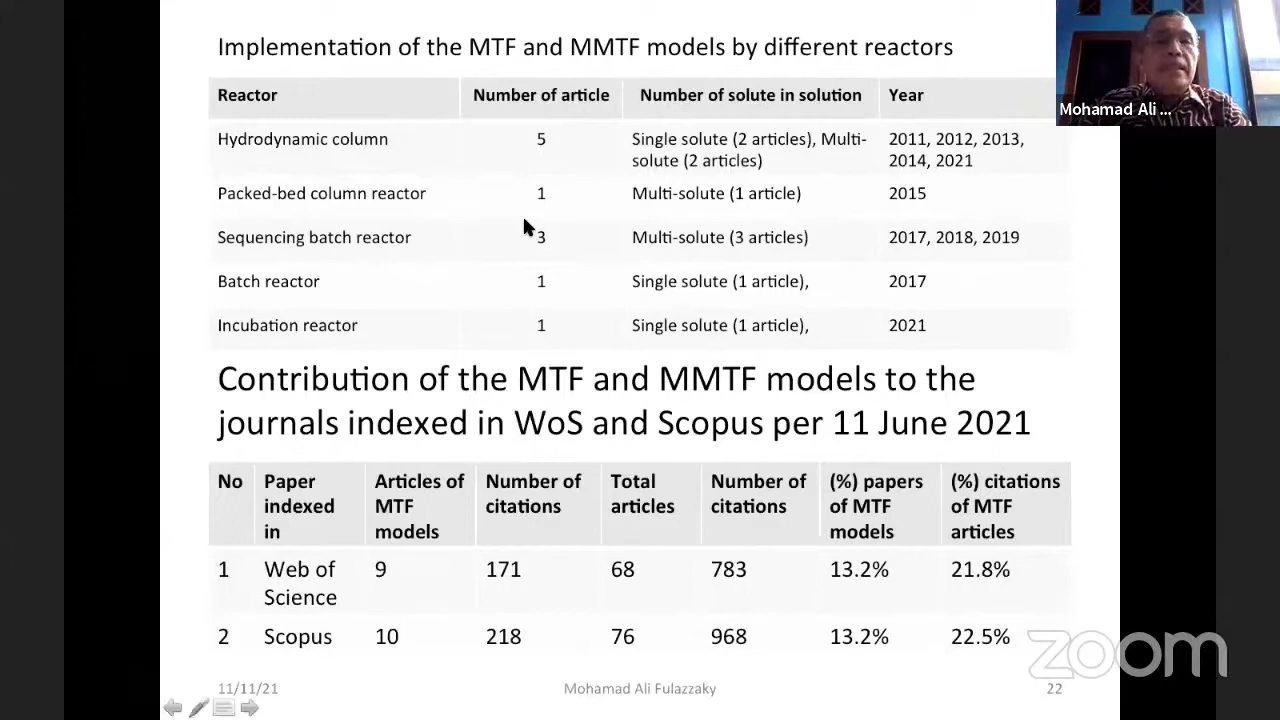 Implementation of the MTF and MMTF models by different reactors
Reactor Number of article Number of solute in solution Year
Hydrodynamic column 5 Single solute (2 articles), Multi- 2011, 2012, 2013,
solute (2 articles) 2014, 2021
Packed-bed column reactor 1 Multi-solute (1 article) 2015
Sequencing batch reactor 3 Multi-solute (3 articles) 2017, 2018, 2019
Batch reactor 1 Single solute (1 article), 2017
Incubation reactor 1 Single solute (1 article), 2021
Contribution of the MTF and MMTF models to the
journals indexed in WoS and Scopus per 11 June 2021
No Paper Articles of Number of Total Number of (%) papers (%) citations
indexed MTF citations articles citations of MTF of MTF
in models models articles
1 Web of 9 171 68 783 13.2% 21.8%
Science
2 Scopus 10 218 76 968 13.2% 22.5%
11/11/21 Mohamad Ali Fulazzaky 22
Mohamad Ali ...
zoom